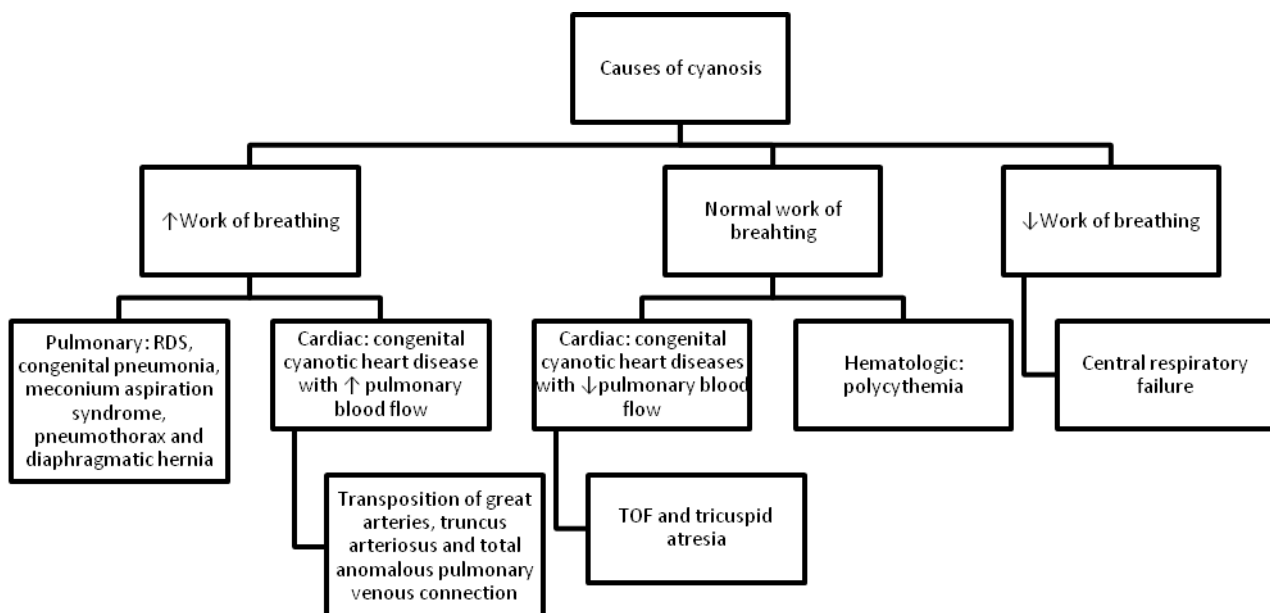 Causes of cyanosis
↑Work of breathing
Normal work of
breahting
↓Work of breathing
Pulmonary: RDS,
congenital pneumonia,
meconium aspiration
syndrome,
pneumothorax and
diaphragmatic hernia
Cardiac: congenital
cyanotic heart disease
with ↑ pulmonary
blood flow
Cardiac: congenital
cyanotic heart diseases
with ↓pulmonary blood
flow
Hematologic:
polycythemia
Central respiratory
failure
Transposition of great
arteries, truncus
arteriosus and total
anomalous pulmonary
venous connection
TOF and tricuspid
atresia